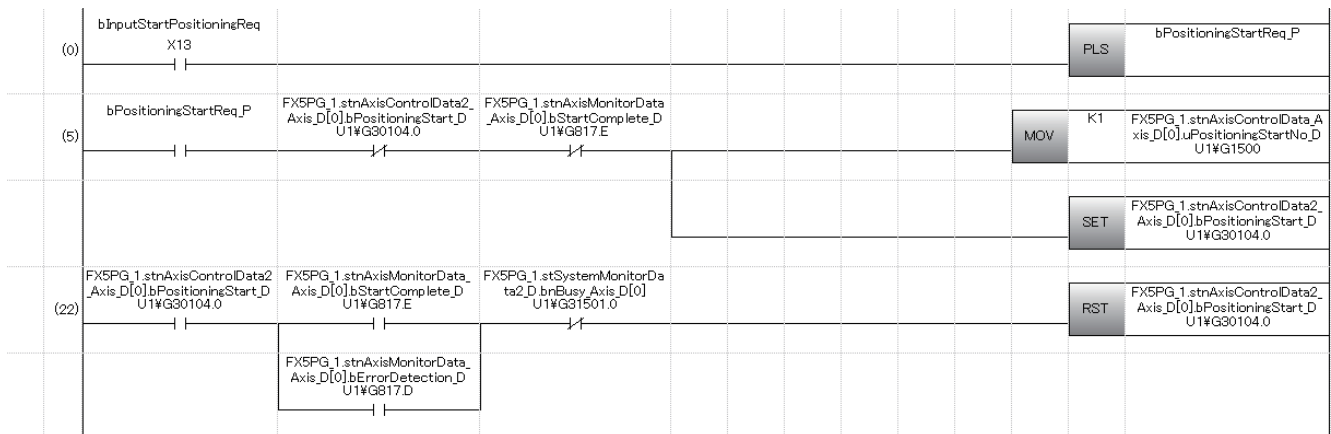 bInputStartPositioningReq
X13
(0)
PLS
bPositioningStartReq_P
bPositioningStartReq_P
FX5PG_1.stnAxisControlData2_
Axis_D[0].bPositioningStart_D
U1¥G30104.0
FX5PG_1.stnAxisMonitorData
_Axis_D[0].bStartComplete_D
U1¥G817.E
(5)
MOV
K1
FX5PG_1.stnAxisControlData_A
xis_D[0].uPositioningStartNo_D
U1¥G1500
SET
FX5PG_1.stnAxisControlData2_
Axis_D[0].bPositioningStart_D
U1¥G30104.0
FX5PG_1.stnAxisControlData2
_Axis_D[0].bPositioningStart_D
U1¥G30104.0
FX5PG_1.stnAxisMonitorData_
Axis_D[0].bStartComplete_D
U1¥G817.E
FX5PG_1.stSystemMonitorDa
ta2_D.bnBusy_Axis_D[0]
U1¥G31501.0
(22)
RST
FX5PG_1.stnAxisControlData2_
Axis_D[0].bPositioningStart_D
U1¥G30104.0
FX5PG_1.stnAxisMonitorData_
Axis_D[0].bErrorDetection_D
U1¥G817.D